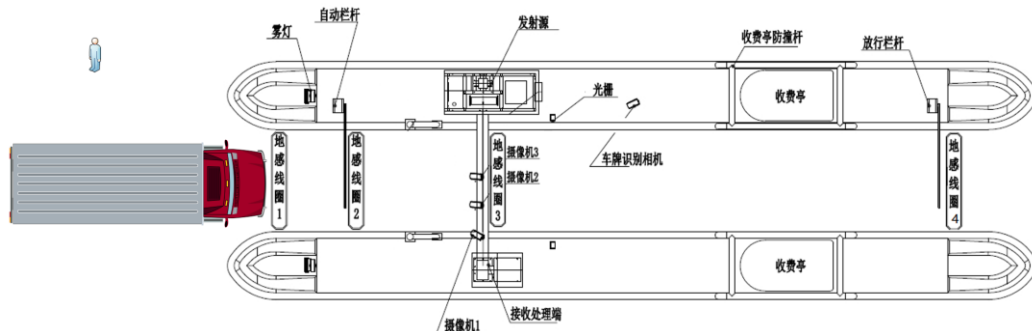 自动栏杆
雾灯
发射源
收费亭防撞杆
放行栏杆
光栅
收费亭
车牌识别相机
地感线圈1
地感线圈2
摄像机3
摄像机2
地感线圈3
地感线圈4
收费亭
摄像机1
接收处理端